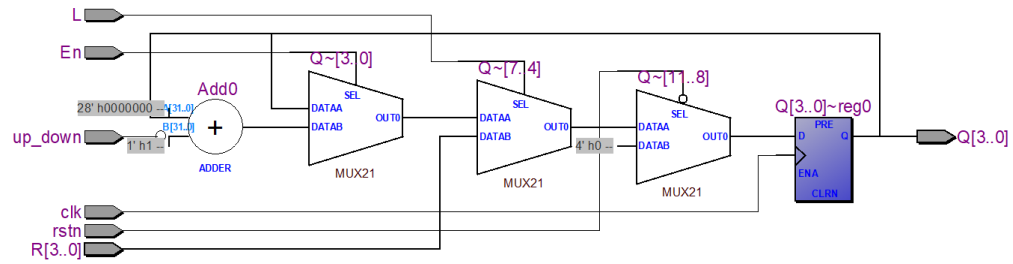 L
En
up_down
clk
rstn
R[3..0]
28' h0000000 --
A[31..0]
B[31..0]
1' h1 --
Add0
+
ADDER
Q~[3..0]
SEL
DATAA
DATAB
OUT0
MUX21
Q~[7..4]
SEL
DATAA
DATAB
OUT0
MUX21
Q~[11..8]
SEL
DATAA
4' h0 --
DATAB
OUT0
MUX21
Q[3..0]~reg0
PRE
D
Q
ENA
CLRN
Q[3..0]